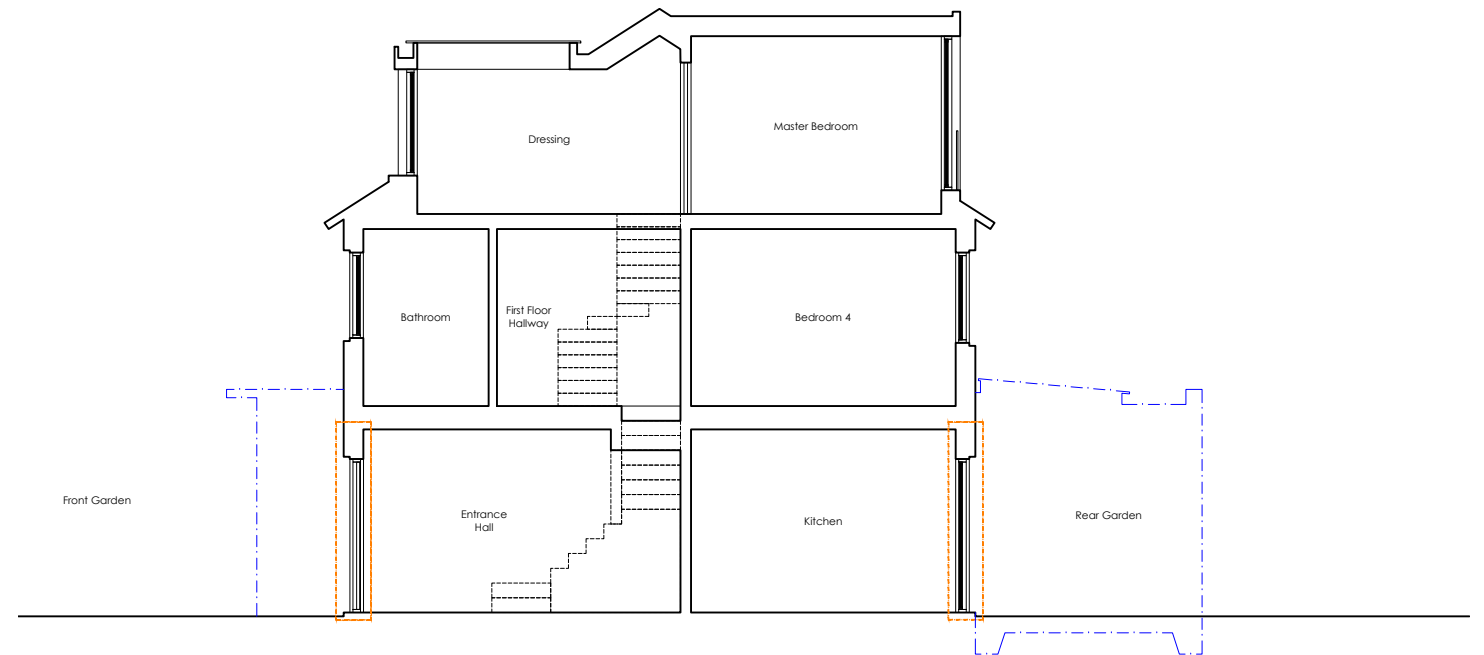 Dressing
Master Bedroom
Bathroom
First Floor
Hallway
Bedroom 4
Front Garden
Entrance
Hall
Kitchen
Rear Garden